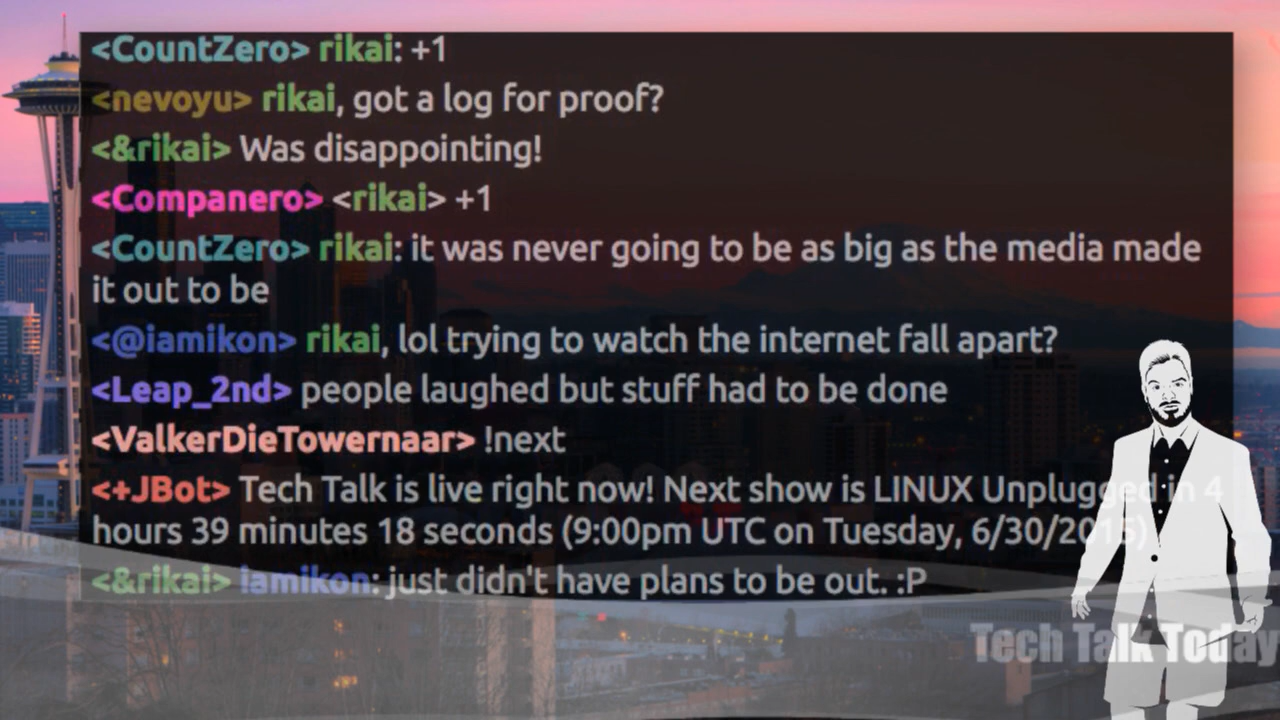 <CountZero> rikai: +1
<nevoyu> rikai, got a log for proof?
<&rikai> Was disappointing!
<Companero> <rikai> +1
<CountZero> rikai: it was never going to be as big as the media made
it out to be
<@iamikon> rikai, lol trying to watch the internet fall apart?
<Leap_2nd> people laughed but stuff had to be done
<ValkerDieTowernaar> !next
<+JBot> Tech Talk is live right now! Next show is LINUX Unplugged in 4
hours 39 minutes 18 seconds (9:00pm UTC on Tuesday, 6/30/2015)
<&rikai> iamikon: just didn't have plans to be out. :P
Tech Talk Today